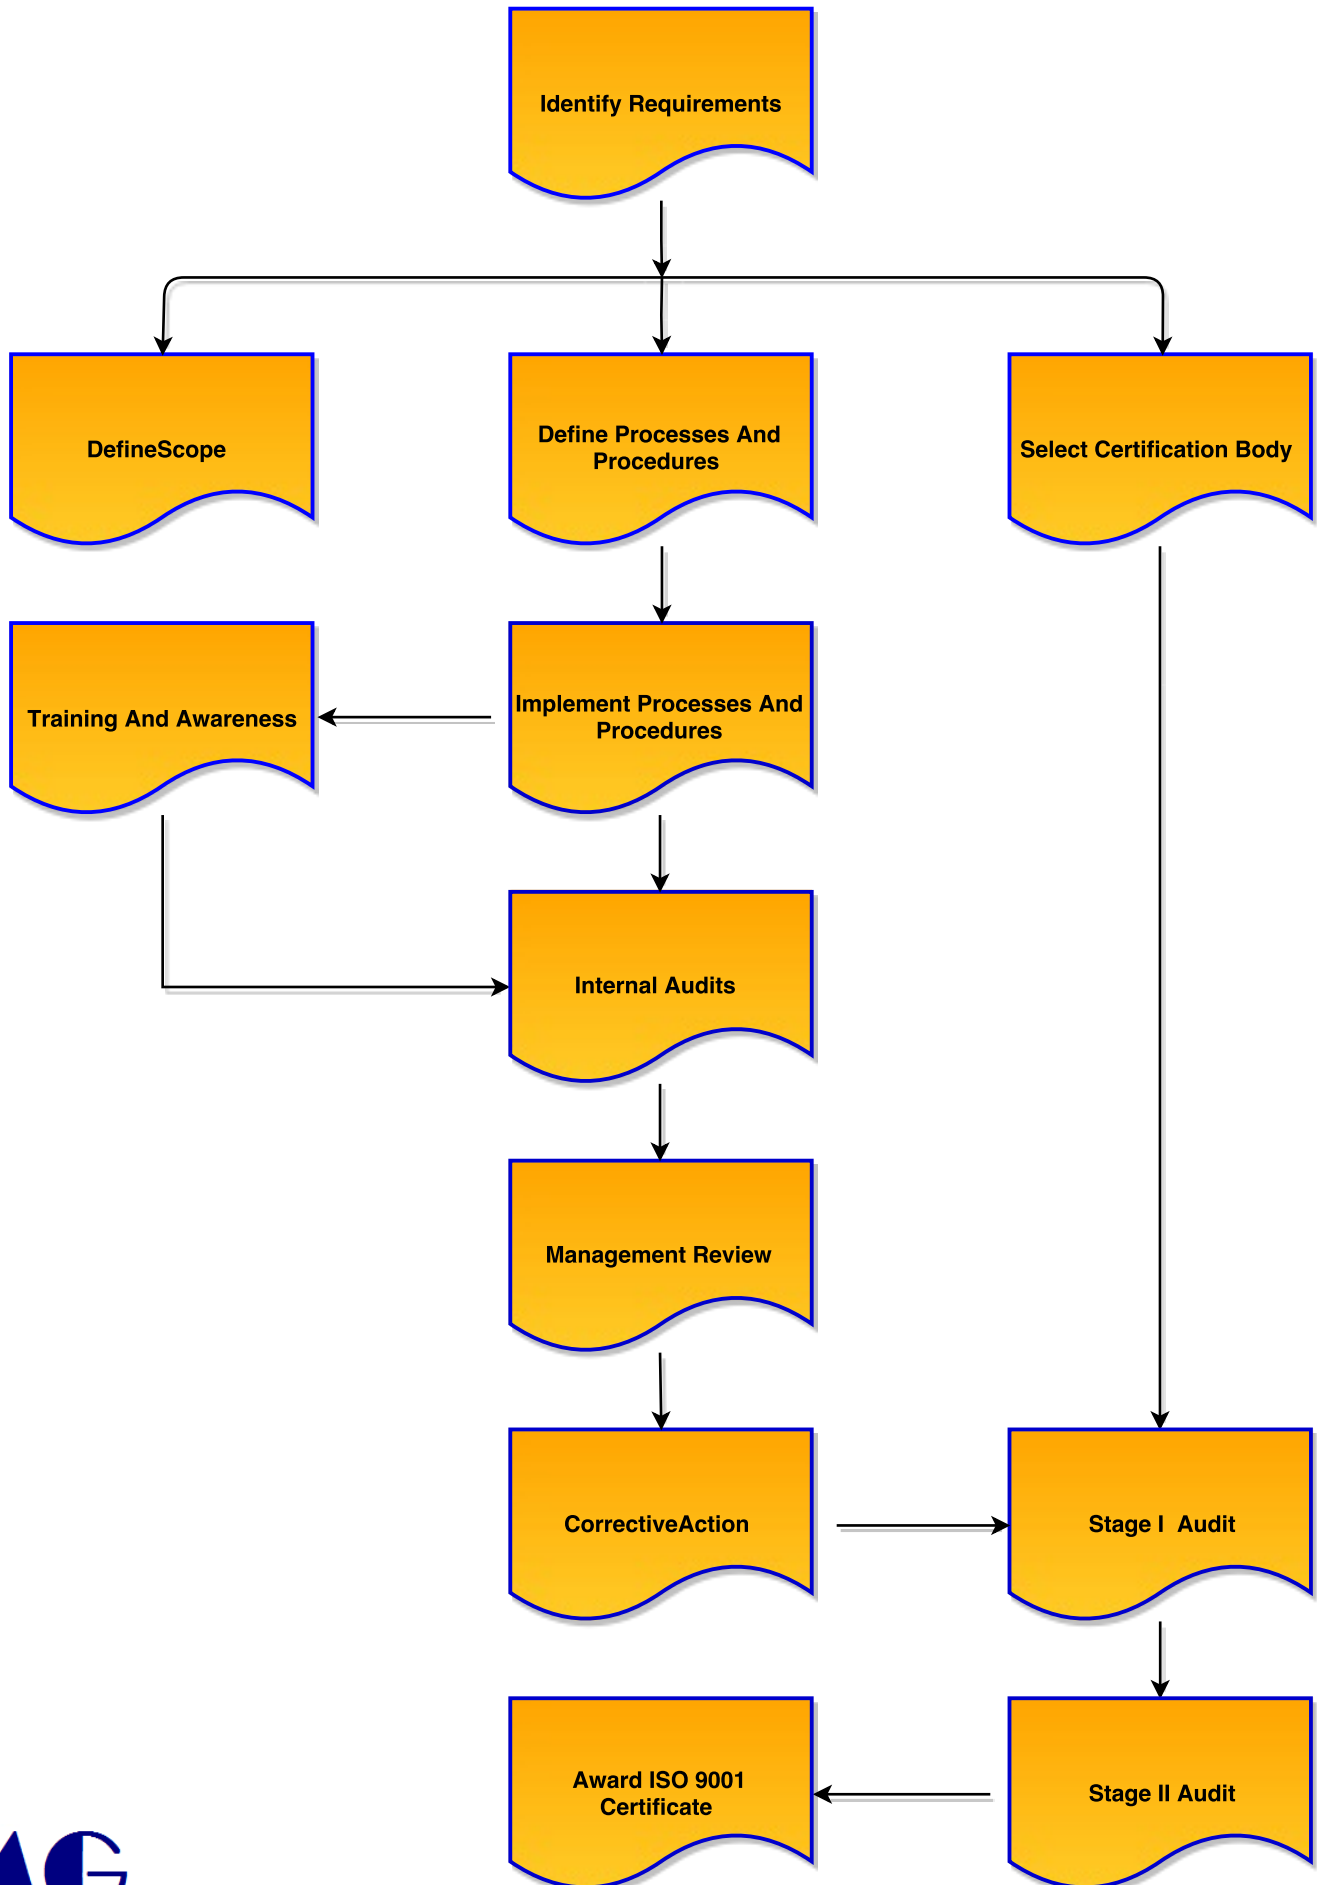 Identify Requirements
DefineScope
Define Processes And
Procedures
Select Certification Body
Training And Awareness
Implement Processes And
Procedures
Internal Audits
Management Review
CorrectiveAction
Stage I  Audit
Award ISO 9001
Certificate
Stage II Audit